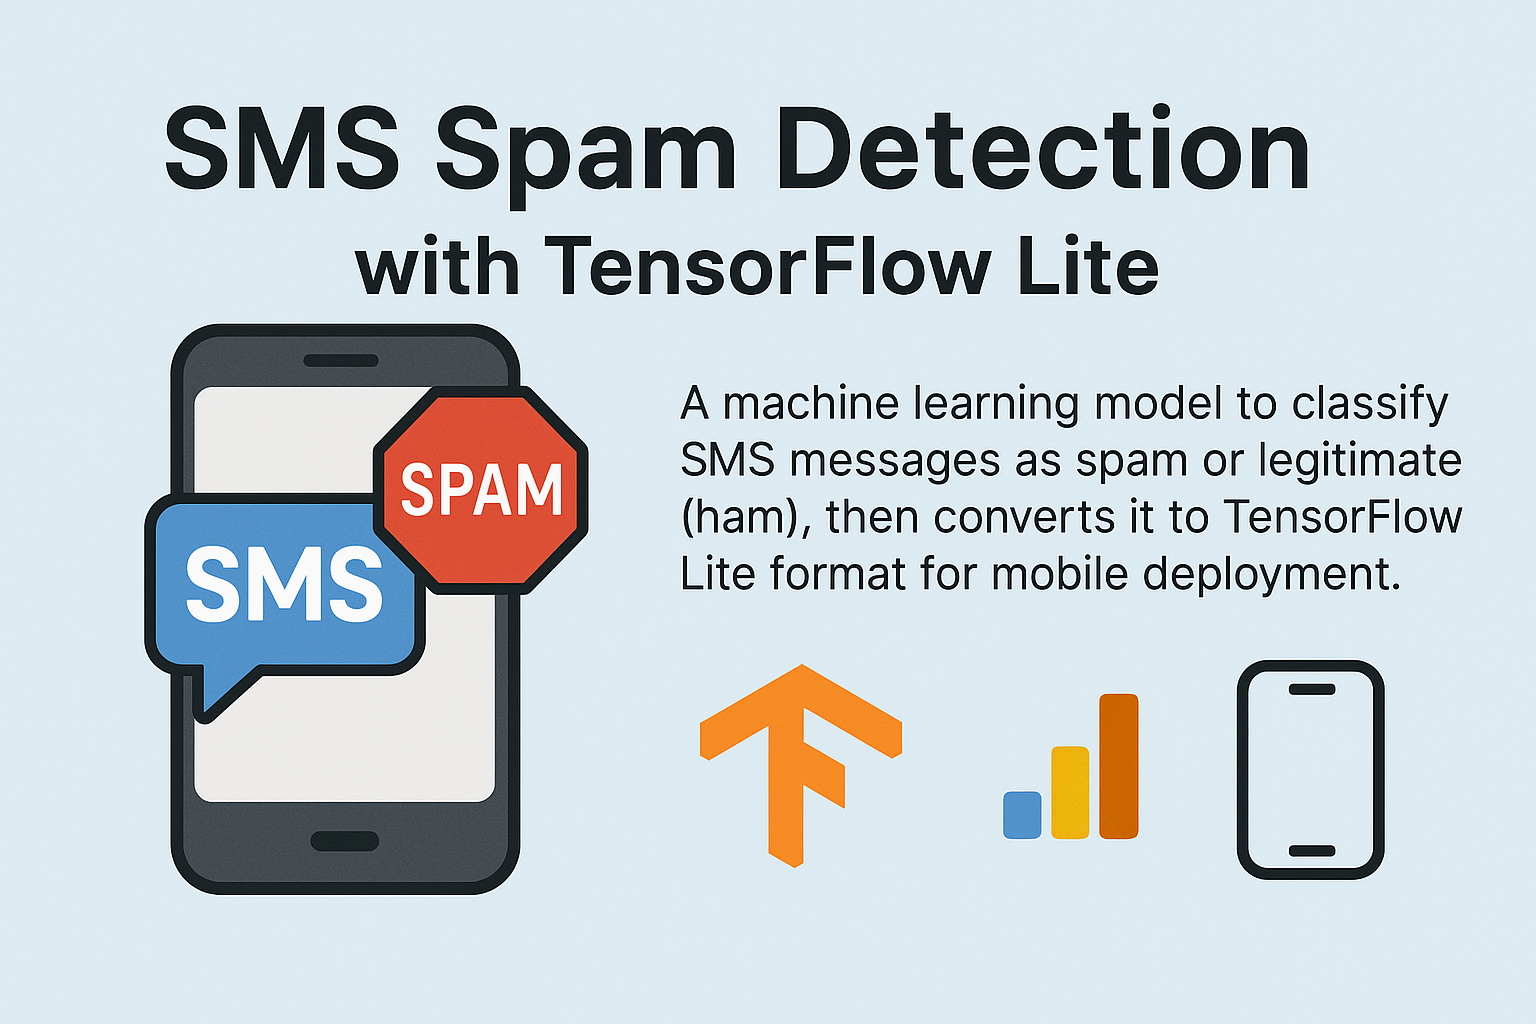 SMS Spam Detection
with TensorFlow Lite
SPAM
SMS
A machine learning model to classify
SMS messages as spam or legitimate
(ham), then converts it to TensorFlow
Lite format for mobile deployment.